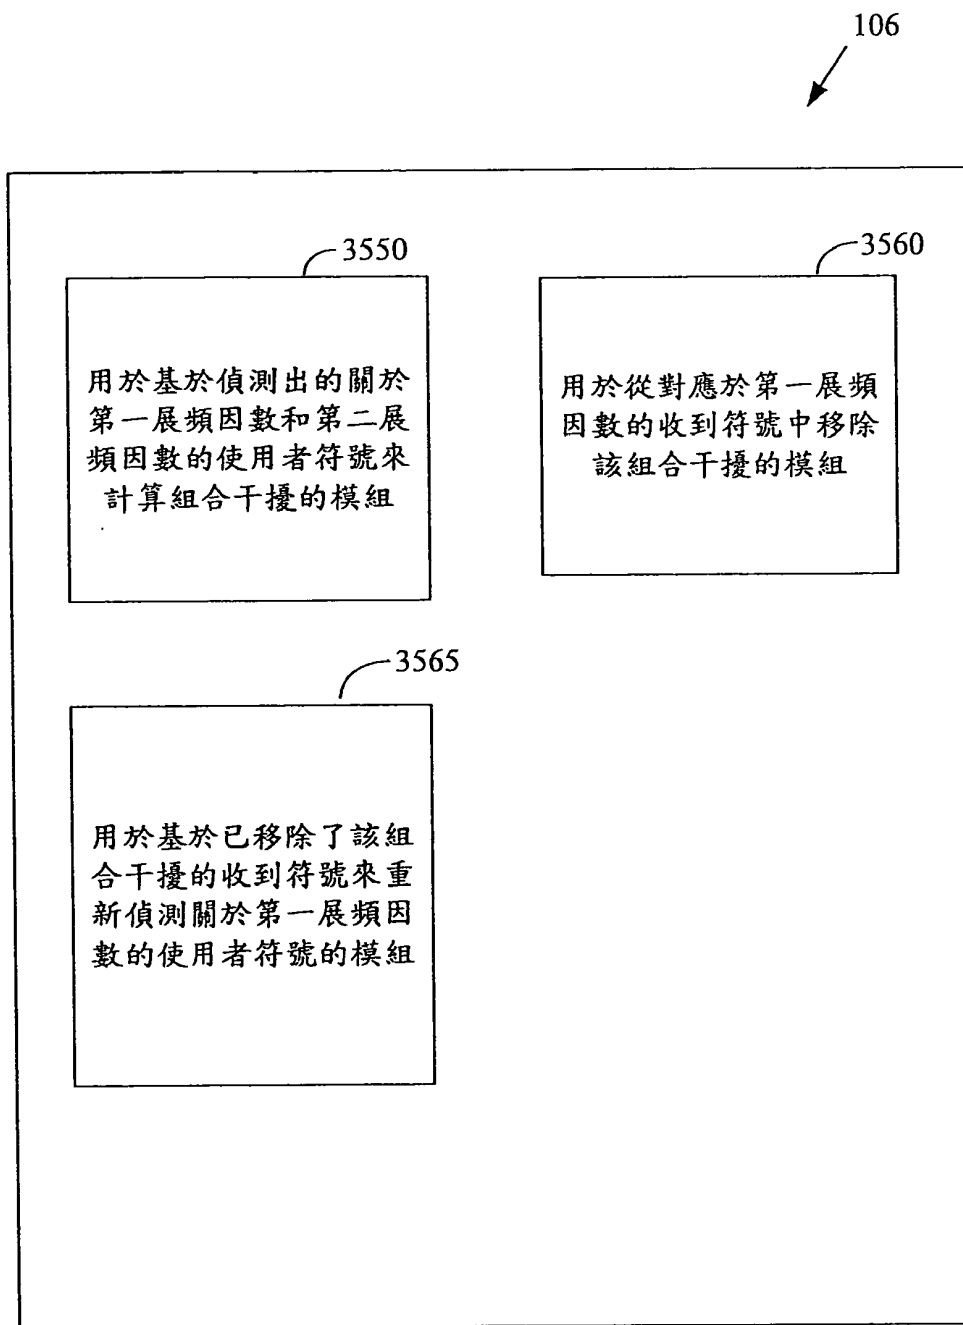 106
3550
用於基於偵測出的關於
第一展頻因數和第二展
頻因數的使用者符號來
計算組合干擾的模組
3560
用於從對應於第一展頻
因數的收到符號中移除
該組合干擾的模組
3565
用於基於已移除了該組
合干擾的收到符號來重
新偵測關於第一展頻因
數的使用者符號的模組